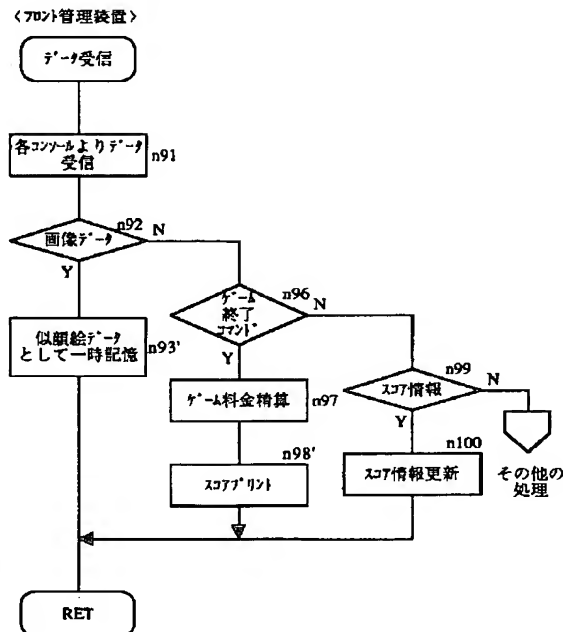 〈フロント管理装置〉
データ受信
各コンソールよりデータ
受信
n91
n92
画像データ
N
Y
似顔絵データ
として一時記憶
n93'
ゲーム
終了
コマンド
n96
N
Y
ゲーム料金精算
n97
n98'
スコアプリント
n99
スコア情報
N
Y
n100
スコア情報更新
その他の
処理
RET